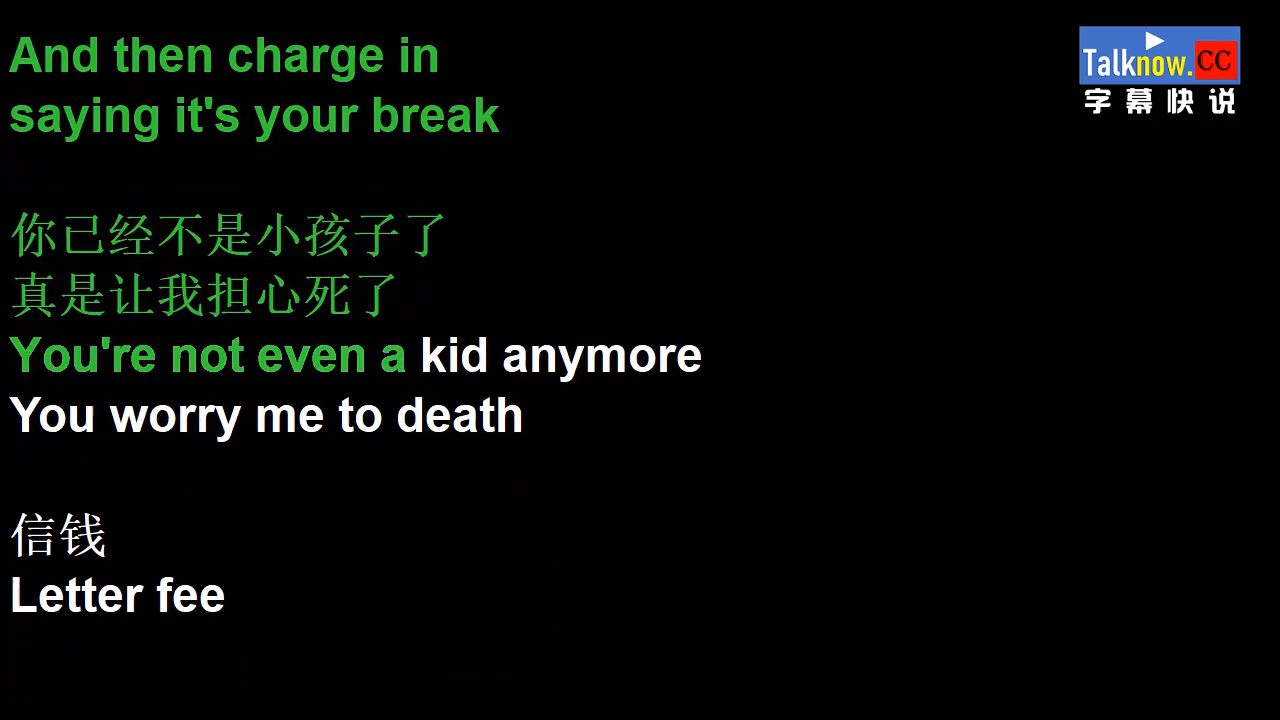 And then charge in
saying it's your break
Talknow.CC
字幕快说
你已经不是小孩子了
真是让我担心死了
You're not even a kid anymore
You worry me to death
信钱
Letter fee